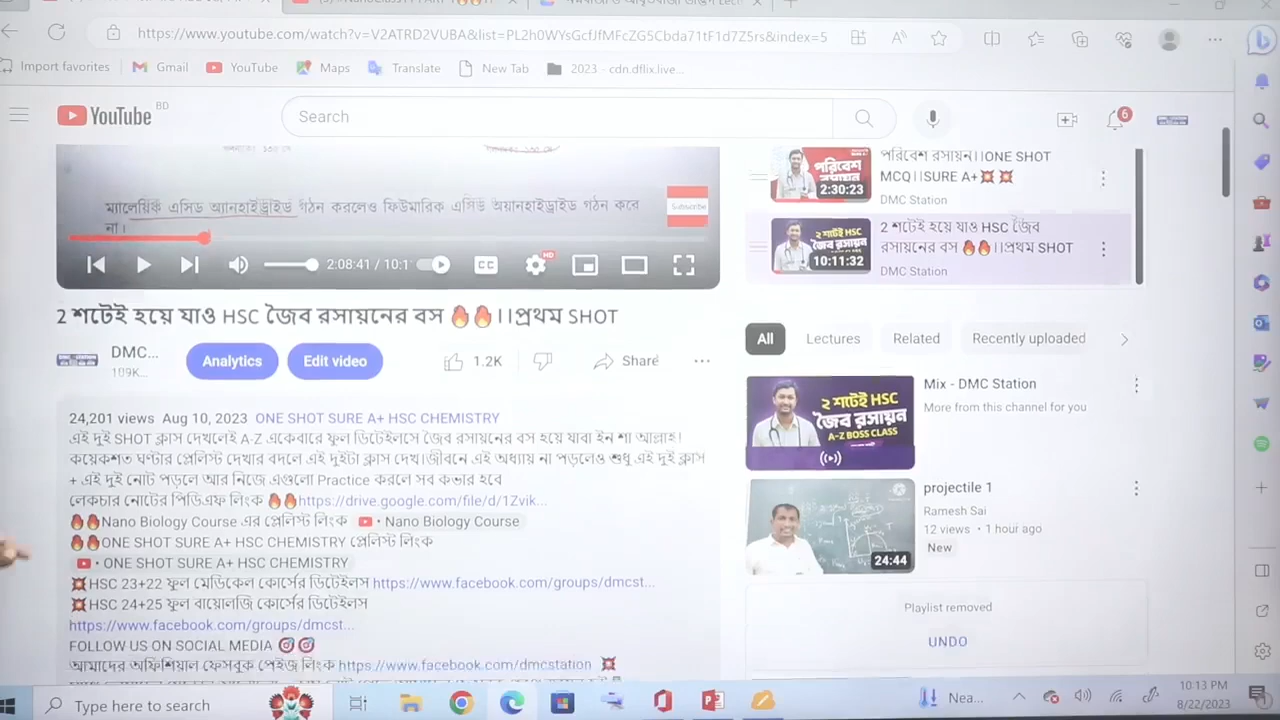 https://www.youtube.com/watch?v=V2ATRD2VUBA&list=PL2h0WYsGcfJfMFcZG5Cbda71tF1d7Z5rs&index=5
Import favorites
Gmail
YouTube
Maps
Translate
New Tab
2023 - cdn.dflix.live...
YouTube BD
Search
6
ম্যালেয়িক এসিড অ্যানহাইড্রাইড গঠন করলেও ফিউমারিক এসিড অ্যানহাইড্রাইড গঠন করে
না।
Subscribe
2:08:41 / 10:1
CC
HD
2 শটেই হয়ে যাও HSC জৈব রসায়নের বস 🔥🔥।।প্রথম SHOT
DMC...
109K...
Analytics
Edit video
1.2K
Share
24,201 views Aug 10, 2023 ONE SHOT SURE A+ HSC CHEMISTRY
এই দুই SHOT ক্লাস দেখলেই A-Z একেবারে ফুল ডিটেইলসে জৈব রসায়নের বস হয়ে যাবা ইন শা আল্লাহ।
কয়েকশত ঘণ্টার প্লেলিস্ট দেখার বদলে এই দুইটা ক্লাস দেখ।জীবনে এই অধ্যায় না পড়লেও শুধু এই দুই ক্লাস
+ এই দুই নোট পড়লে আর নিজে এগুলো Practice করলে সব কভার হবে
লেকচার নোটের পিডিএফ লিংক 🔥🔥https://drive.google.com/file/d/1Zvik...
🔥🔥Nano Biology Course এর প্লেলিস্ট লিংক • Nano Biology Course
🔥🔥ONE SHOT SURE A+ HSC CHEMISTRY প্লেলিস্ট লিংক
• ONE SHOT SURE A+ HSC CHEMISTRY
💥HSC 23+22 ফুল মেডিকেল কোর্সের ডিটেইলস https://www.facebook.com/groups/dmcst...
💥HSC 24+25 ফুল বায়োলজি কোর্সের ডিটেইলস
https://www.facebook.com/groups/dmcst...
FOLLOW US ON SOCIAL MEDIA 🎯🎯
আমাদের অফিশিয়াল ফেসবুক পেইজ লিংক https://www.facebook.com/dmcstation 💥
পরিবেশ রসায়ন
2:30:23
পরিবেশ রসায়ন।।ONE SHOT
MCQ।।SURE A+💥💥
DMC Station
২ শটেই HSC
জৈব রসায়ন
10:11:32
2 শটেই হয়ে যাও HSC জৈব
রসায়নের বস 🔥🔥।।প্রথম SHOT
DMC Station
All
Lectures
Related
Recently uploaded
২ শটেই HSC
জৈব রসায়ন
A-Z BOSS CLASS
Mix - DMC Station
More from this channel for you
24:44
projectile 1
Ramesh Sai
12 views • 1 hour ago
New
Playlist removed
UNDO
Type here to search
Nea...
10:13 PM
8/22/2023